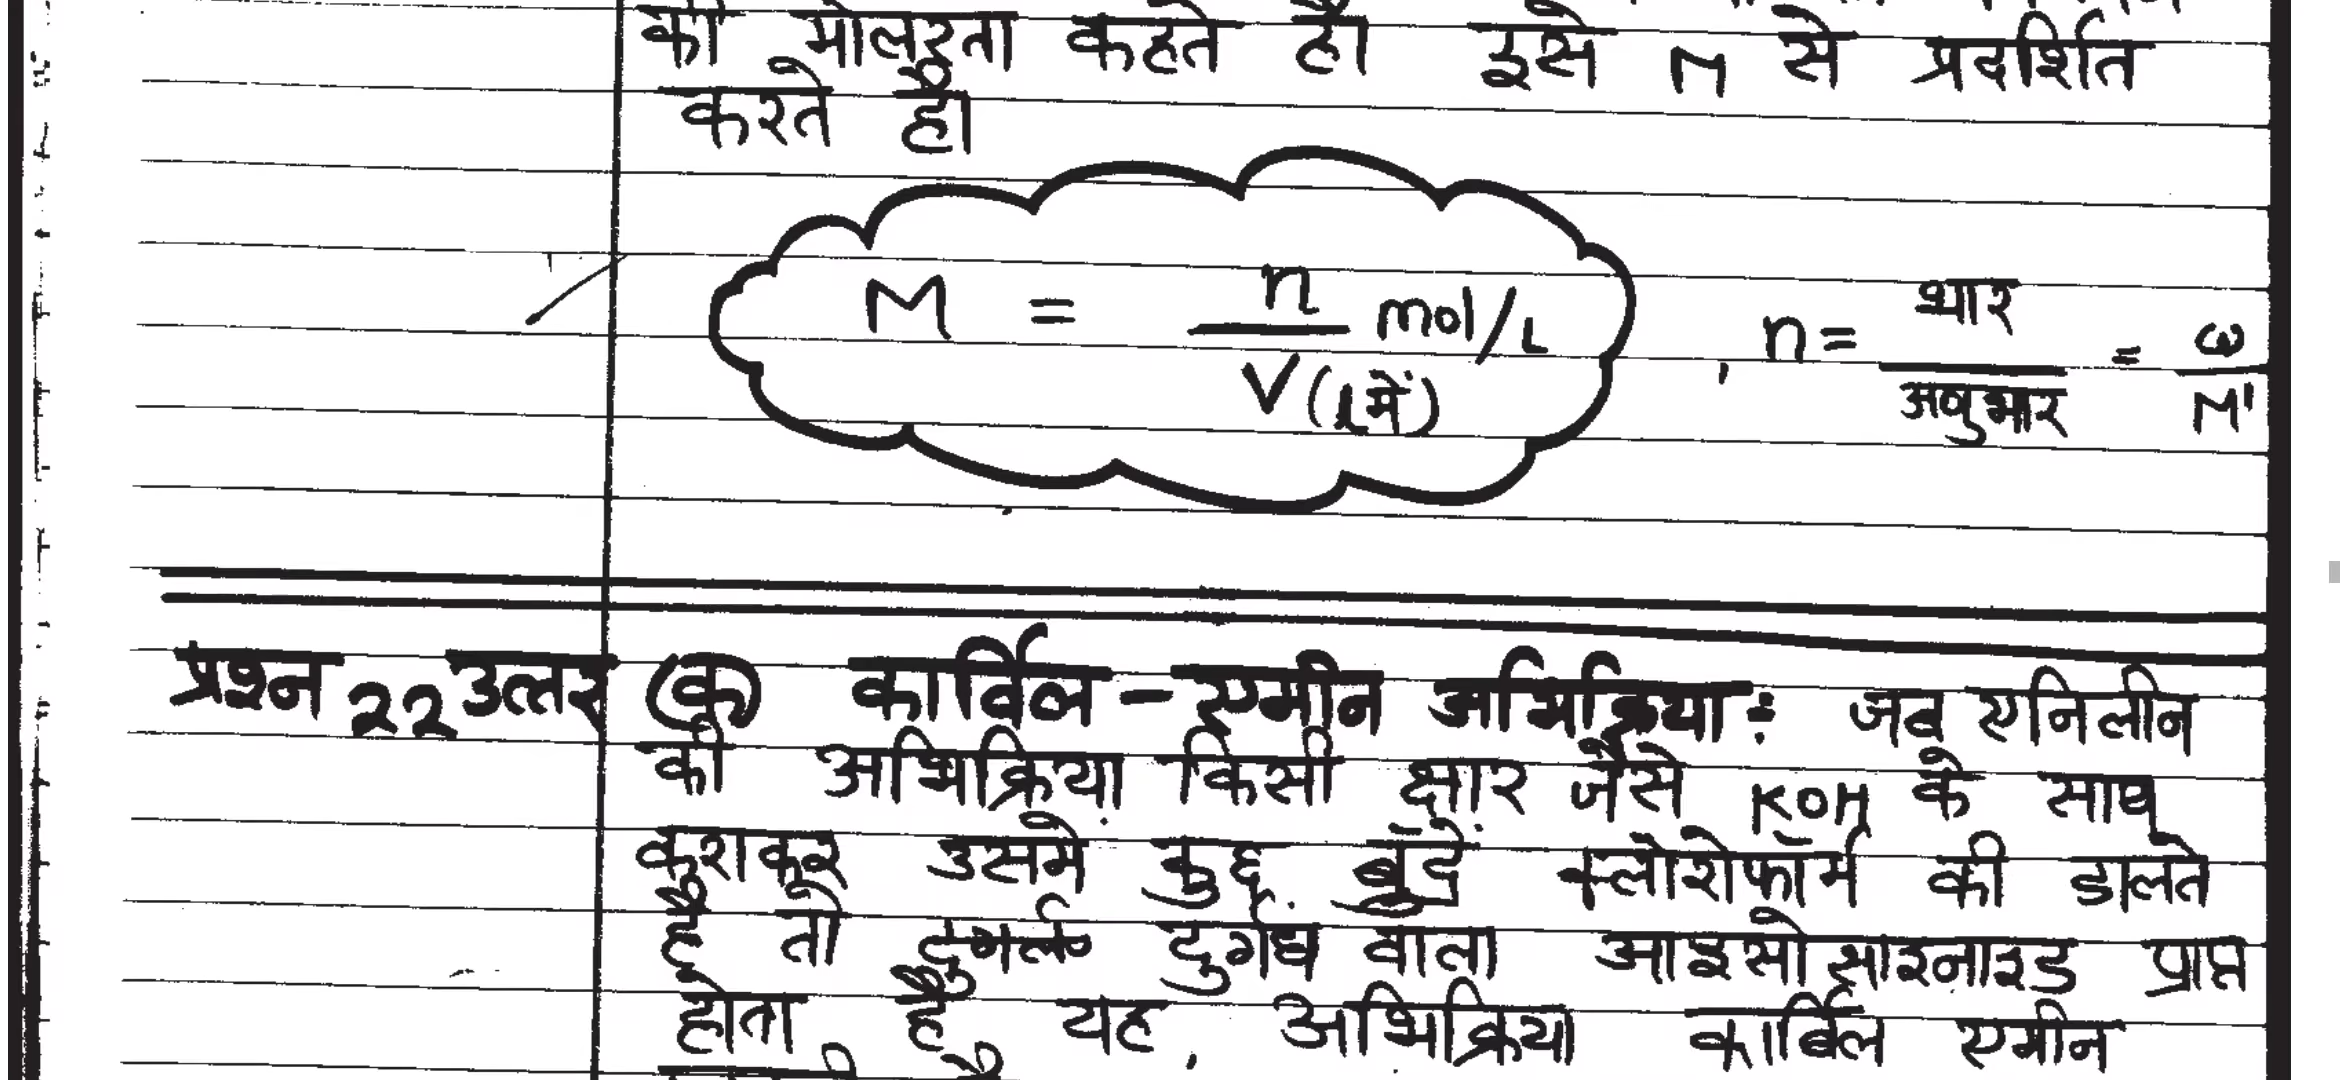 को मोलरता कहते है। इसे M से प्रदर्शित
करते है।
M = n/V(Lमें) mol/L , n = भार/अणुभार = ω/M'
प्रश्न 22 उत्तर (क) कार्विल - एमीन अभिक्रिया: जब एनिलीन
की अभिक्रिया किसी क्षार जैसे KOH के साथ
कराकर उसमे कुछ बुंदें क्लोरोफॉर्म की डालते
है तो दुर्गंध वाला आइसो साइनाइड प्राप्त
होता है यह अभिक्रिया कार्विल एमीन